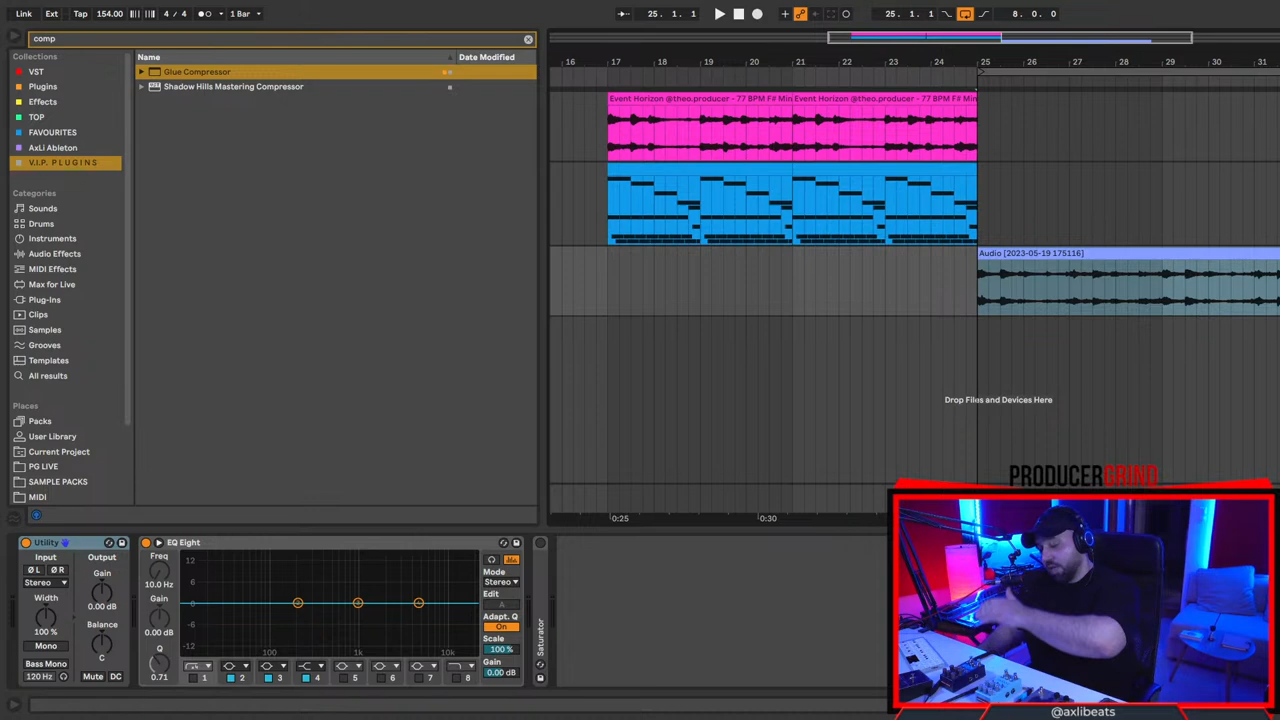 Link Ext Tap 154.00 4 / 4 1 Bar 25. 1. 1 25. 1. 1 8. 0. 0
comp
Collections
VST
Plugins
Effects
TOP
FAVOURITES
AxLi Ableton
V.I.P. P L U G I N S
Categories
Sounds
Drums
Instruments
Audio Effects
MIDI Effects
Max for Live
Plug-Ins
Clips
Samples
Grooves
Templates
All results
Places
Packs
User Library
Current Project
PG LIVE
SAMPLE PACKS
MIDI
Name Date Modified
Glue Compressor
Shadow Hills Mastering Compressor
16 17 18 19 20 21 22 23 24 25 26 27 28 29 30 31
Event Horizon @theo.producer - 77 BPM F# Min Event Horizon @theo.producer - 77 BPM F# Min
Audio [2023-05-19 175116]
Drop Files and Devices Here
0:25 0:30
PRODUCERGRIND
@axlibeats
Utility
Input Output
Ø L Ø R Gain
Stereo
Width 0.00 dB
Balance
100 %
Mono C
Bass Mono
120 Hz Mute DC
EQ Eight
Freq
10.0 Hz
Gain
0.00 dB
Q
0.71
12
6
0
-6
-12
100 1k 10k
1 2 3 4 5 6 7 8
Mode
Stereo
Edit
A
Adapt. Q
On
Scale
100 %
Gain
0.00 dB
Saturator